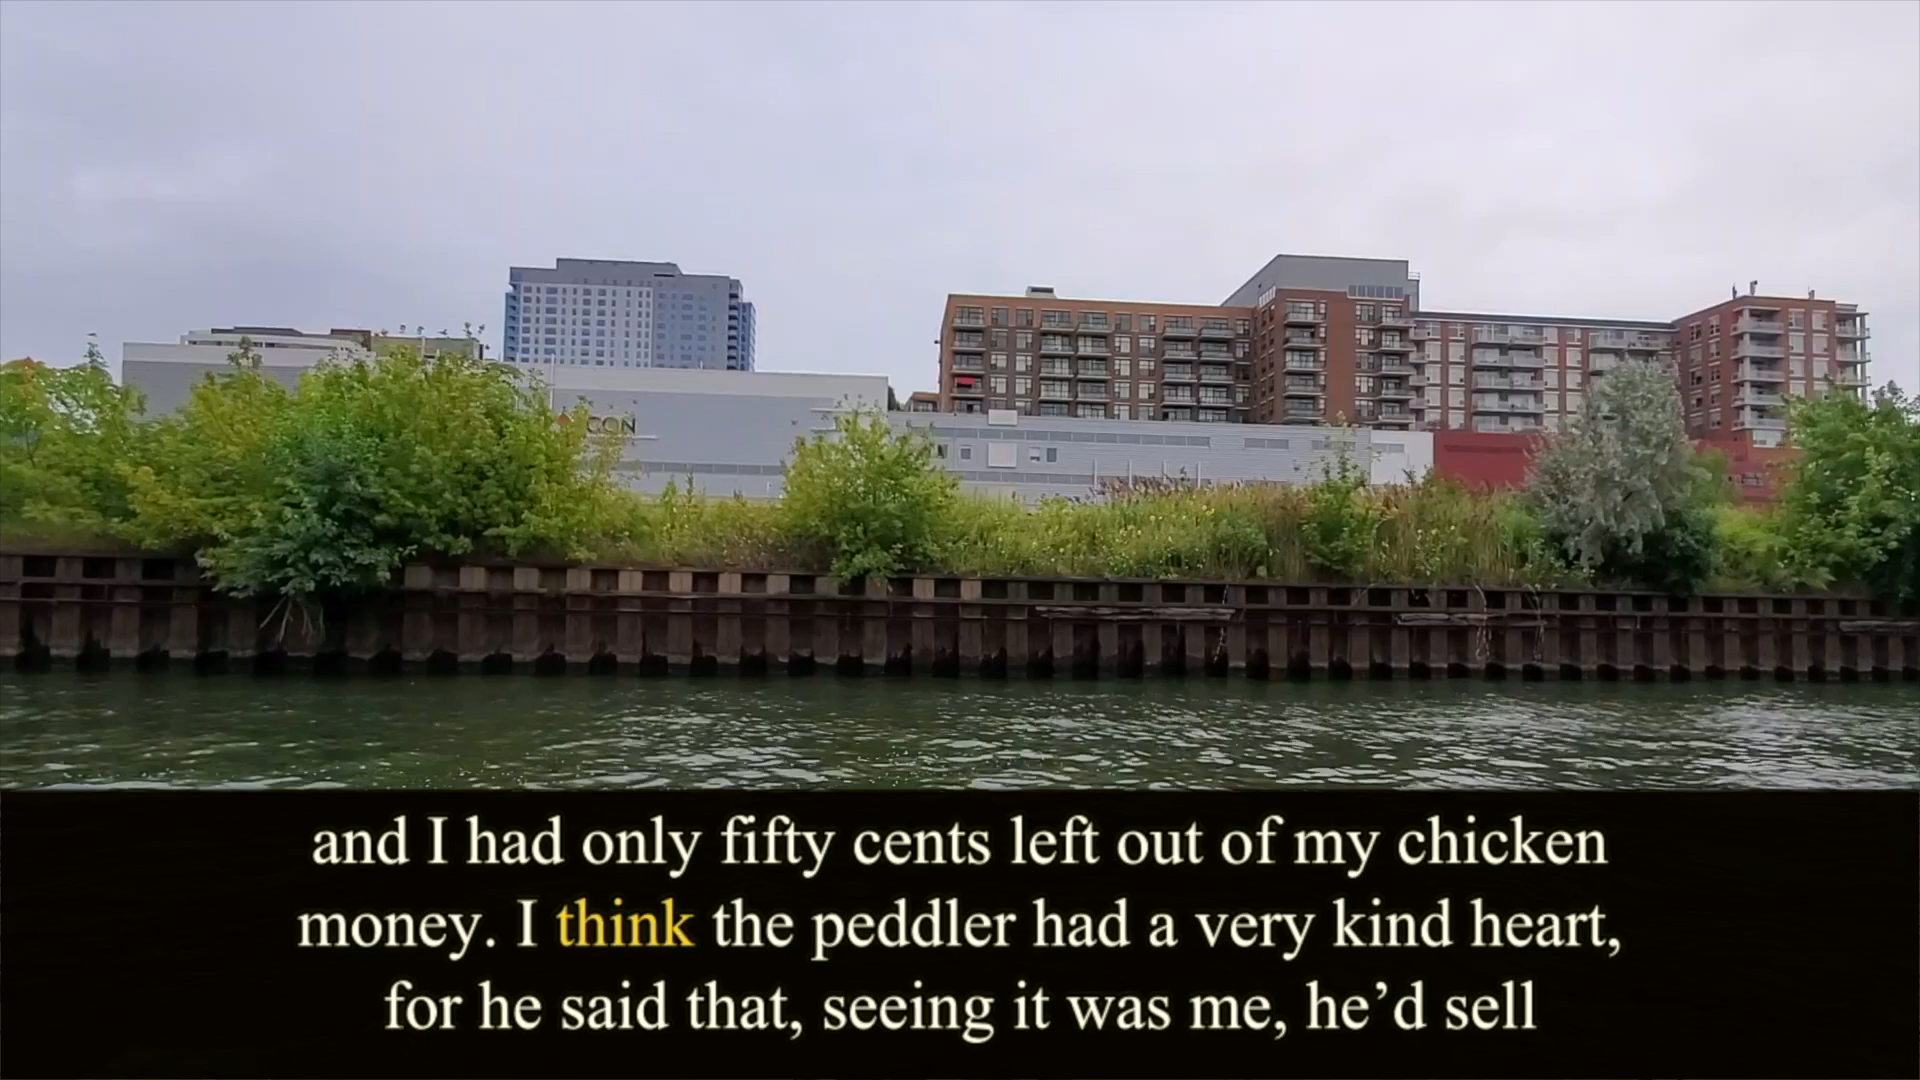 CON
and I had only fifty cents left out of my chicken
money. I think the peddler had a very kind heart,
for he said that, seeing it was me, he’d sell